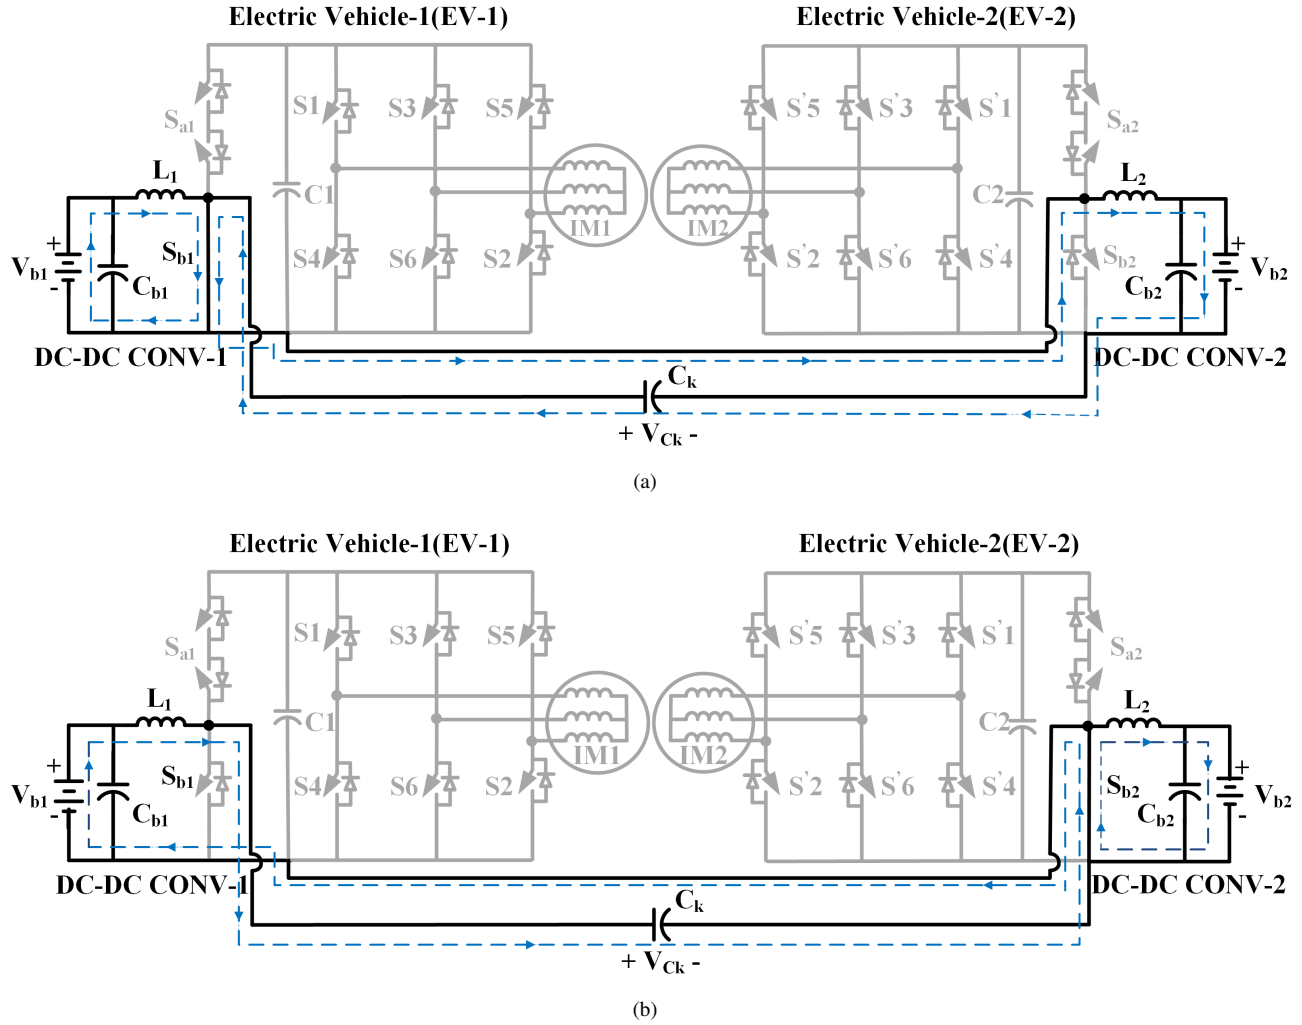 Electric Vehicle-1(EV-1) Electric Vehicle-2(EV-2)
S1 S3 S5 S'5 S'3 S'1
Sa1 Sa2
L1 L2
C1 C2
IM1 IM2
Sb1 S4 S6 S2 S'2 S'6 S'4 Sb2
+ +
Vb1 Cb1 Cb2 Vb2
- -
DC-DC CONV-1 DC-DC CONV-2
Ck
+ VCk -
(a)
Electric Vehicle-1(EV-1) Electric Vehicle-2(EV-2)
S1 S3 S5 S'5 S'3 S'1
Sa1 Sa2
L1 L2
C1 C2
IM1 IM2
+ +
Sb1 S4 S6 S2 S'2 S'6 S'4 Sb2
Vb1 Cb1 Cb2 Vb2
- -
DC-DC CONV-1 DC-DC CONV-2
Ck
+ VCk -
(b)